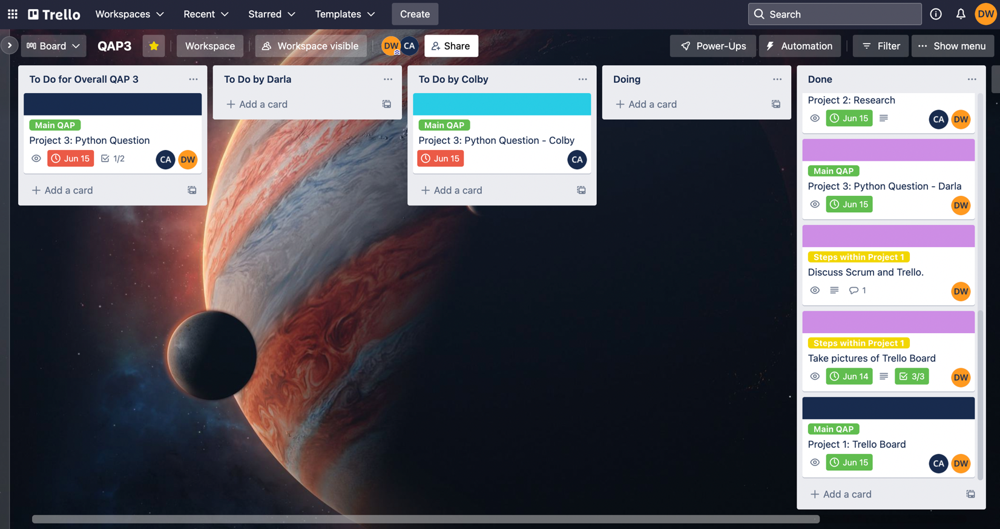 Trello
Workspaces
Recent
Starred
Templates
Create
Search
DW
Board
QAP3
Workspace
Workspace visible
DW
CA
Share
Power-Ups
Automation
Filter
Show menu
To Do for Overall QAP 3
Main QAP
Project 3: Python Question
Jun 15
1/2
CA
DW
Add a card
To Do by Darla
Add a card
To Do by Colby
Main QAP
Project 3: Python Question - Colby
Jun 15
CA
Add a card
Doing
Add a card
Done
Project 2: Research
Jun 15
CA
DW
Main QAP
Project 3: Python Question - Darla
Jun 15
DW
Steps within Project 1
Discuss Scrum and Trello.
1
DW
Steps within Project 1
Take pictures of Trello Board
Jun 14
3/3
DW
Main QAP
Project 1: Trello Board
Jun 15
CA
DW
Add a card